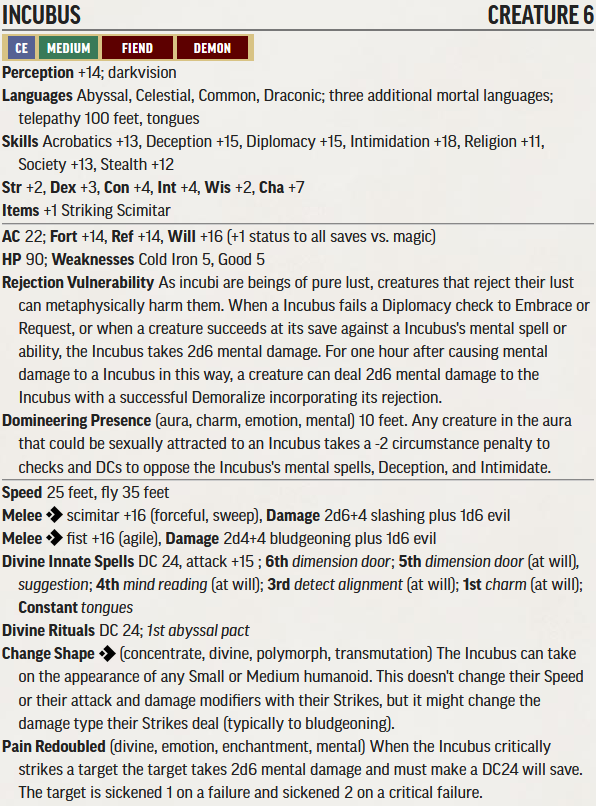 INCUBUS CREATURE 6
CE MEDIUM FIEND DEMON
Perception +14; darkvision
Languages Abyssal, Celestial, Common, Draconic; three additional mortal languages;
telepathy 100 feet, tongues
Skills Acrobatics +13, Deception +15, Diplomacy +15, Intimidation +18, Religion +11,
Society +13, Stealth +12
Str +2, Dex +3, Con +4, Int +4, Wis +2, Cha +7
Items +1 Striking Scimitar
AC 22; Fort +14, Ref +14, Will +16 (+1 status to all saves vs. magic)
HP 90; Weaknesses Cold Iron 5, Good 5
Rejection Vulnerability As incubi are beings of pure lust, creatures that reject their lust
can metaphysically harm them. When a Incubus fails a Diplomacy check to Embrace or
Request, or when a creature succeeds at its save against a Incubus's mental spell or
ability, the Incubus takes 2d6 mental damage. For one hour after causing mental
damage to a Incubus in this way, a creature can deal 2d6 mental damage to the
Incubus with a successful Demoralize incorporating its rejection.
Domineering Presence (aura, charm, emotion, mental) 10 feet. Any creature in the aura
that could be sexually attracted to an Incubus takes a -2 circumstance penalty to
checks and DCs to oppose the Incubus's mental spells, Deception, and Intimidate.
Speed 25 feet, fly 35 feet
Melee scimitar +16 (forceful, sweep), Damage 2d6+4 slashing plus 1d6 evil
Melee fist +16 (agile), Damage 2d4+4 bludgeoning plus 1d6 evil
Divine Innate Spells DC 24, attack +15 ; 6th dimension door; 5th dimension door (at will),
suggestion; 4th mind reading (at will); 3rd detect alignment (at will); 1st charm (at will);
Constant tongues
Divine Rituals DC 24; 1st abyssal pact
Change Shape (concentrate, divine, polymorph, transmutation) The Incubus can take
on the appearance of any Small or Medium humanoid. This doesn't change their Speed
or their attack and damage modifiers with their Strikes, but it might change the
damage type their Strikes deal (typically to bludgeoning).
Pain Redoubled (divine, emotion, enchantment, mental) When the Incubus critically
strikes a target the target takes 2d6 mental damage and must make a DC24 will save.
The target is sickened 1 on a failure and sickened 2 on a critical failure.